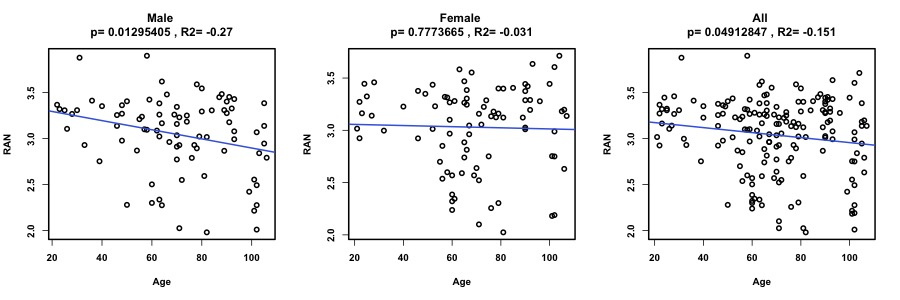 Male
p= 0.01295405 , R2= -0.27
RAN
3.5
3.0
2.5
2.0
20 40 60 80 100
Age
Female
p= 0.7773665 , R2= -0.031
RAN
3.5
3.0
2.5
2.0
20 40 60 80 100
Age
All
p= 0.04912847 , R2= -0.151
RAN
3.5
3.0
2.5
2.0
20 40 60 80 100
Age